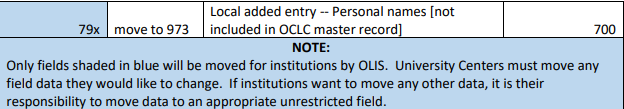 Local added entry -- Personal names [not
79x move to 973 included in OCLC master record] 700
NOTE:
Only fields shaded in blue will be moved for institutions by OLIS.  University Centers must move any
field data they would like to change.  If institutions want to move any other data, it is their
responsibility to move data to an appropriate unrestricted field.